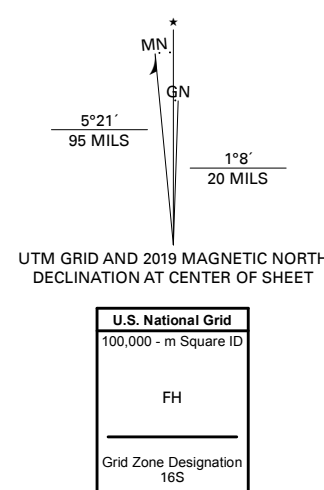 ★
MN
GN
5°21´
95 MILS
1°8´
20 MILS
UTM GRID AND 2019 MAGNETIC NORTH
DECLINATION AT CENTER OF SHEET
U.S. National Grid
100,000 - m Square ID
FH
Grid Zone Designation
16S